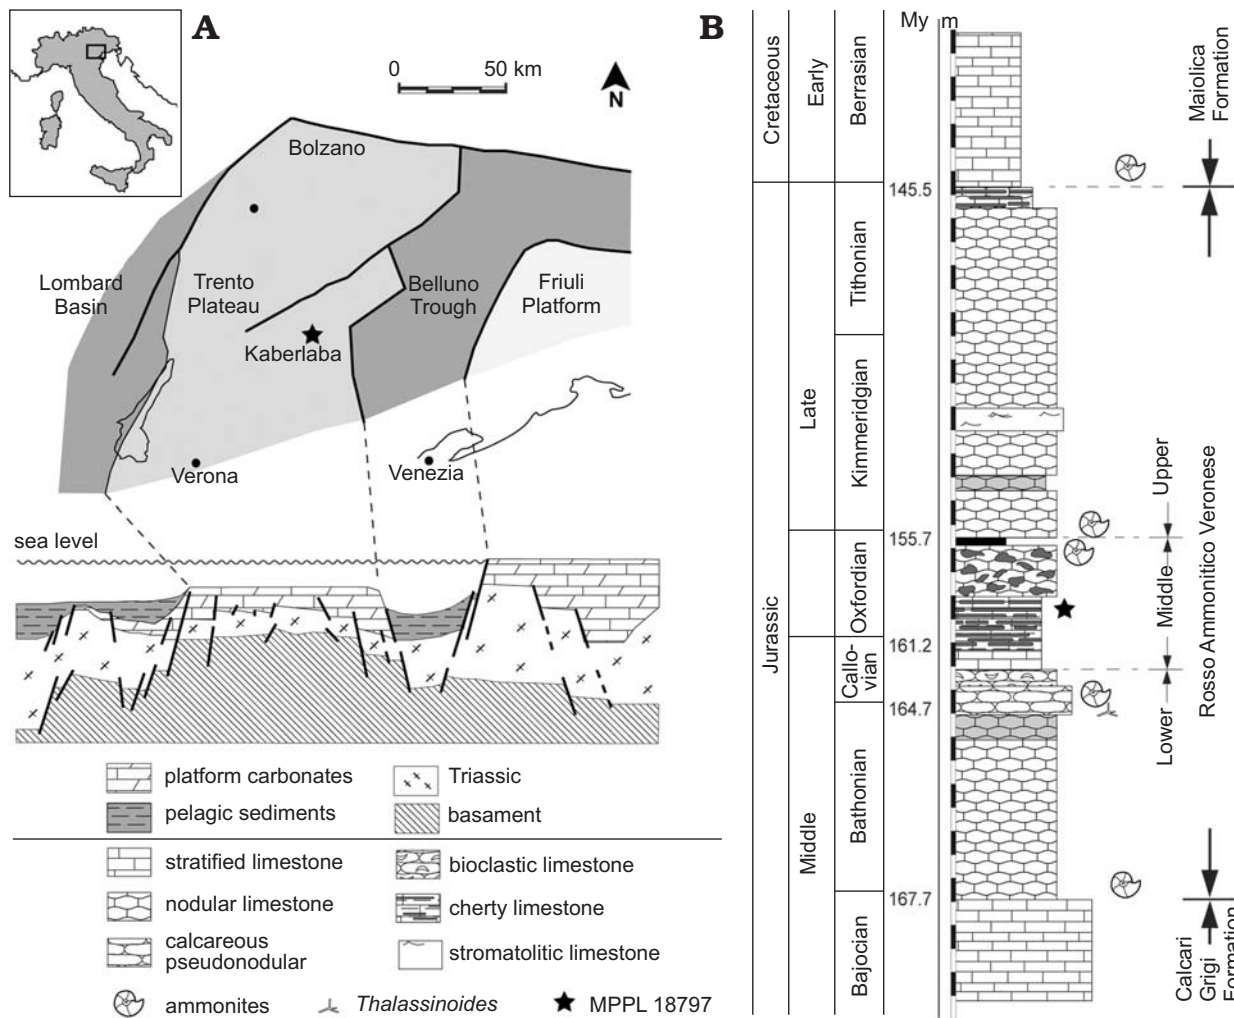 A
0 50 km
N
Bolzano
Lombard
Basin
Trento
Plateau
Belluno
Trough
Friuli
Platform
Kaberlaba
Verona
Venezia
sea level
platform carbonates
Triassic
pelagic sediments
basament
stratified limestone
bioclastic limestone
nodular limestone
cherty limestone
calcareous
pseudonodular
stromatolitic limestone
ammonites
Thalassinoides
MPPL 18797
B
My m
Cretaceous
Early
Berrasian
Maiolica
Formation
145.5
Jurassic
Late
Tithonian
Kimmeridgian
155.7
Oxfordian
161.2
Callo-
vian
164.7
Middle
Bathonian
167.7
Bajocian
Upper
Middle
Lower
Rosso Ammonitico Veronese
Calcari
Grigi
Formation